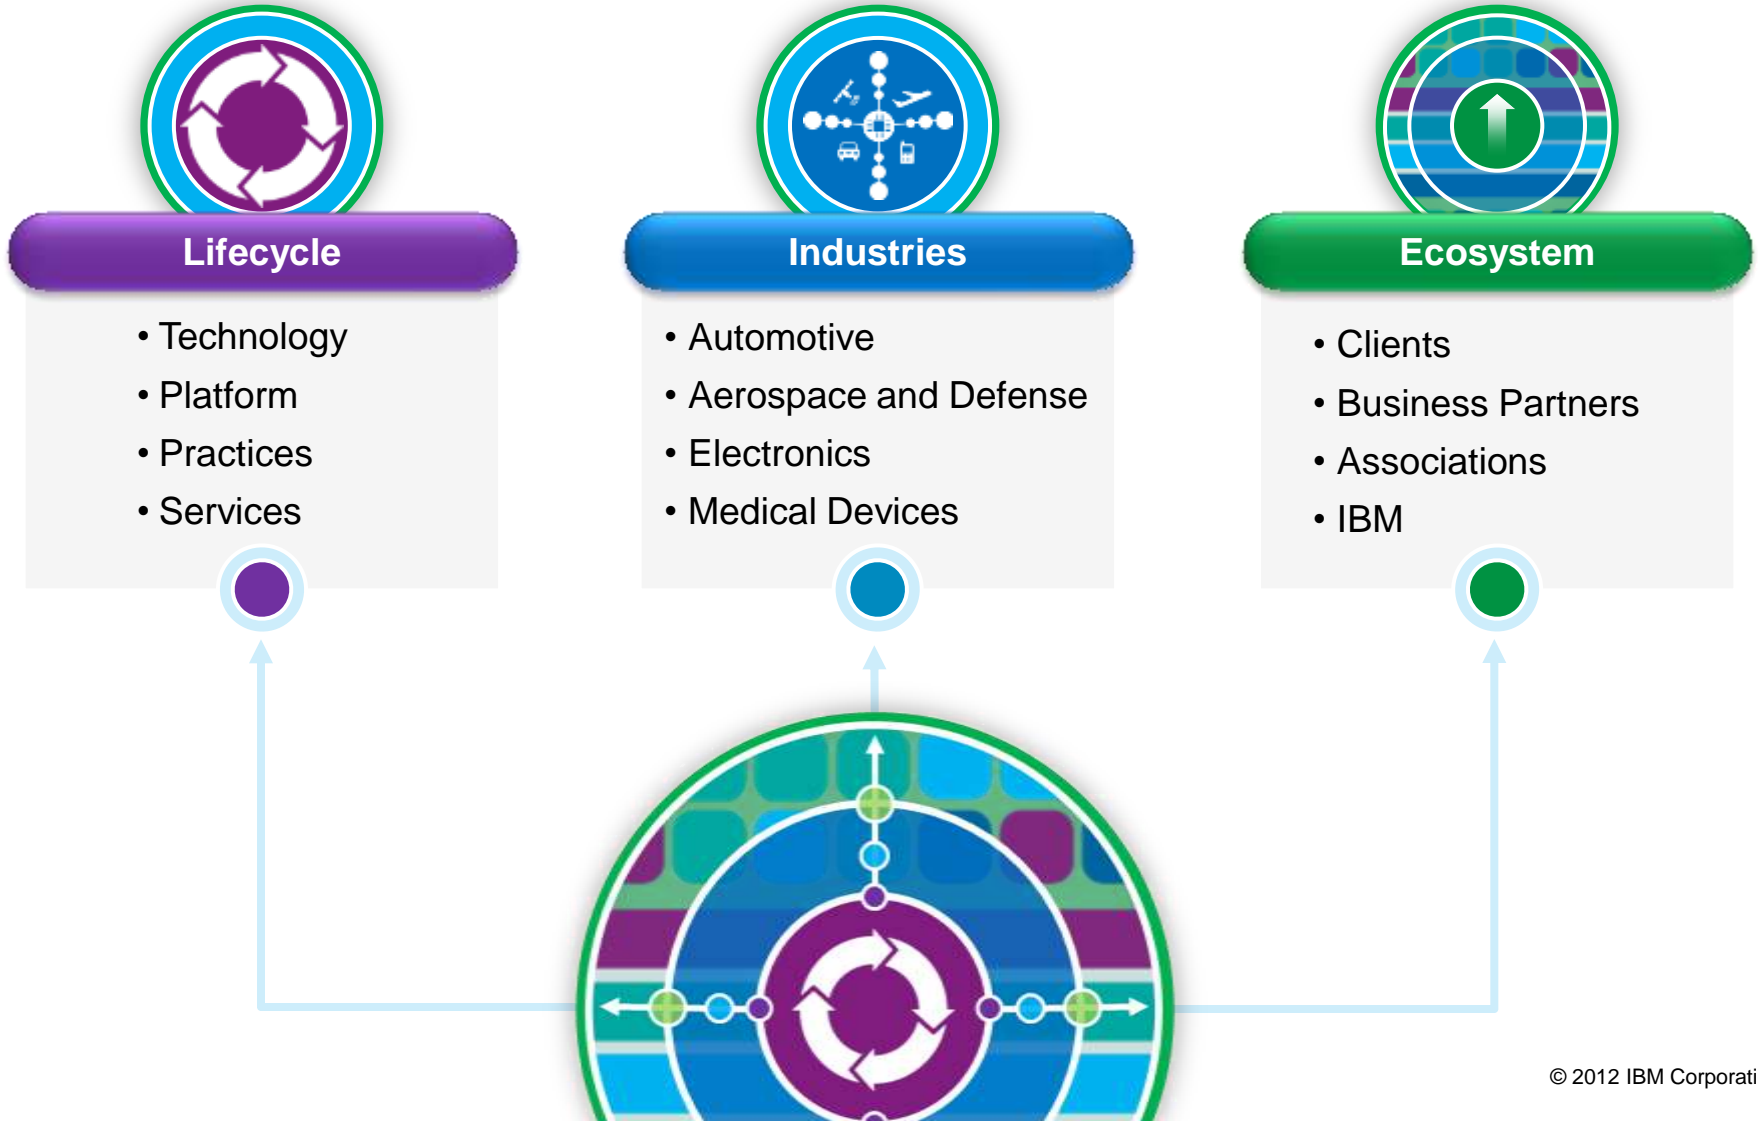 Lifecycle
• Technology
• Platform
• Practices
• Services
Industries
• Automotive
• Aerospace and Defense
• Electronics
• Medical Devices
Ecosystem
• Clients
• Business Partners
• Associations
• IBM
© 2012 IBM Corporati